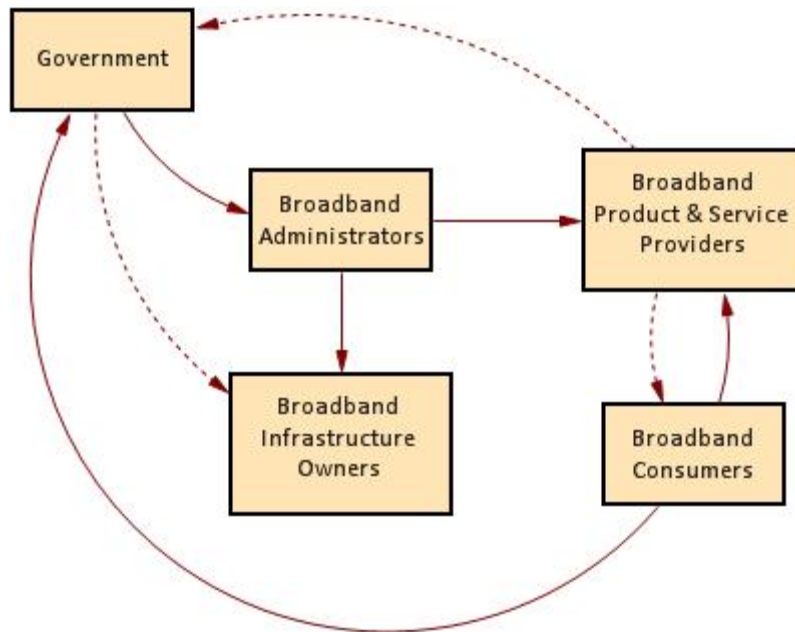 Government
Broadband
Administrators
Broadband
Product & Service
Providers
Broadband
Infrastructure
Owners
Broadband
Consumers